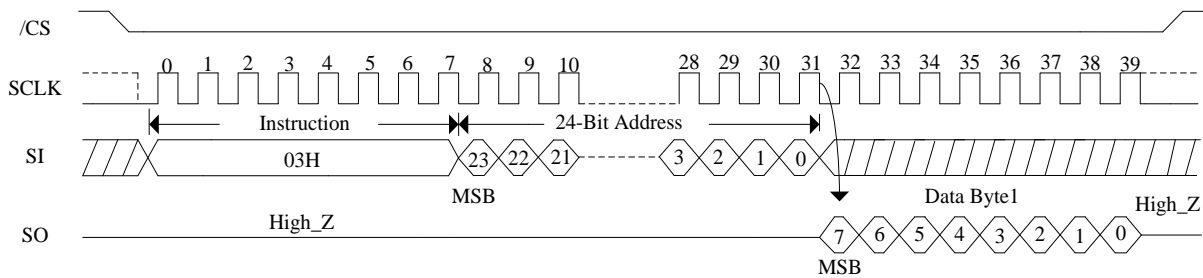 /CS
0 1 2 3 4 5 6 7 8 9 10 28 29 30 31 32 33 34 35 36 37 38 39
SCLK
Instruction 24-Bit Address
SI 03H 23 22 21 3 2 1 0
MSB Data Byte1
High_Z High_Z
SO 7 6 5 4 3 2 1 0
MSB